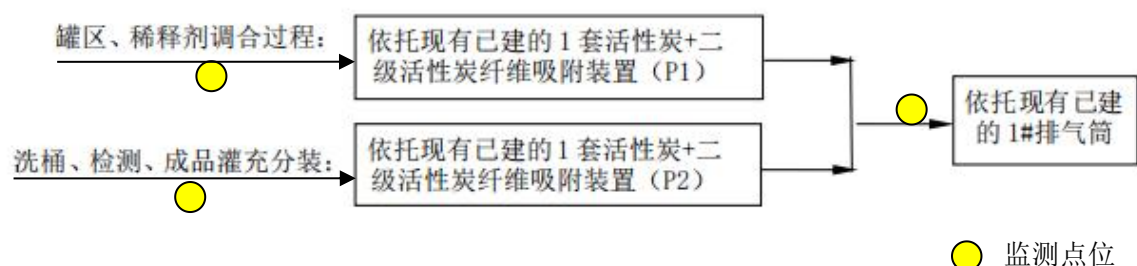 罐区、稀释剂调合过程：
依托现有已建的 1 套活性炭+二
级活性炭纤维吸附装置（P1）
洗桶、检测、成品灌充分装：
依托现有已建的 1 套活性炭+二
级活性炭纤维吸附装置（P2）
依托现有已建
的 1#排气筒
监测点位